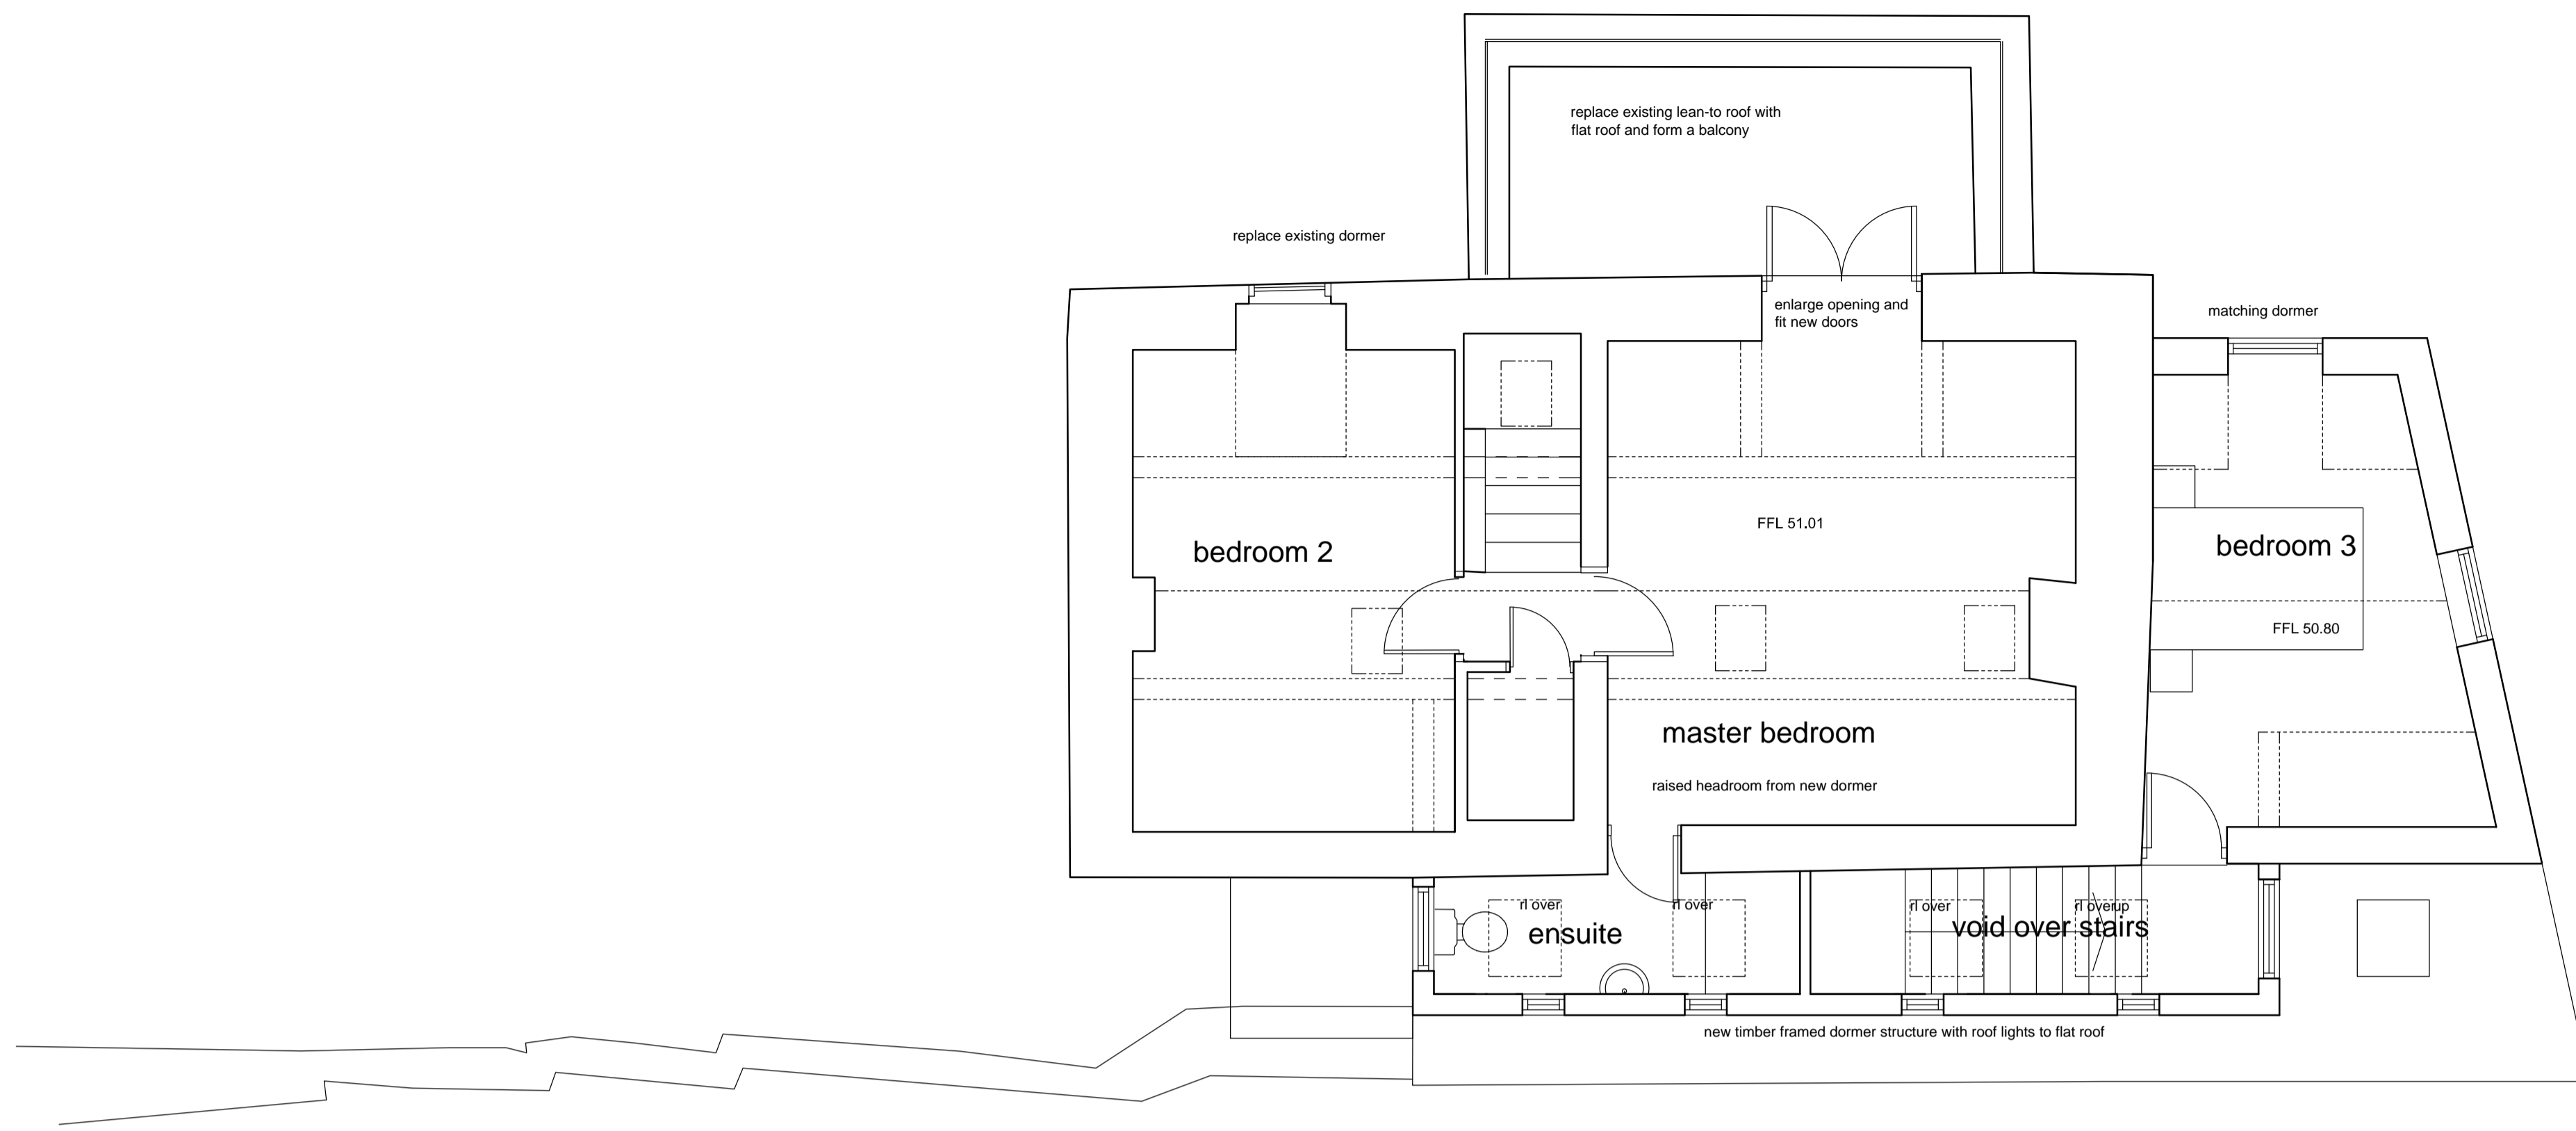 replace existing lean-to roof with
flat roof and form a balcony
replace existing dormer
enlarge opening and
fit new doors
matching dormer
FFL 51.01
bedroom 2
bedroom 3
FFL 50.80
master bedroom
raised headroom from new dormer
rl over
rl over
rl over
rl over
up
ensuite
void over stairs
new timber framed dormer structure with roof lights to flat roof